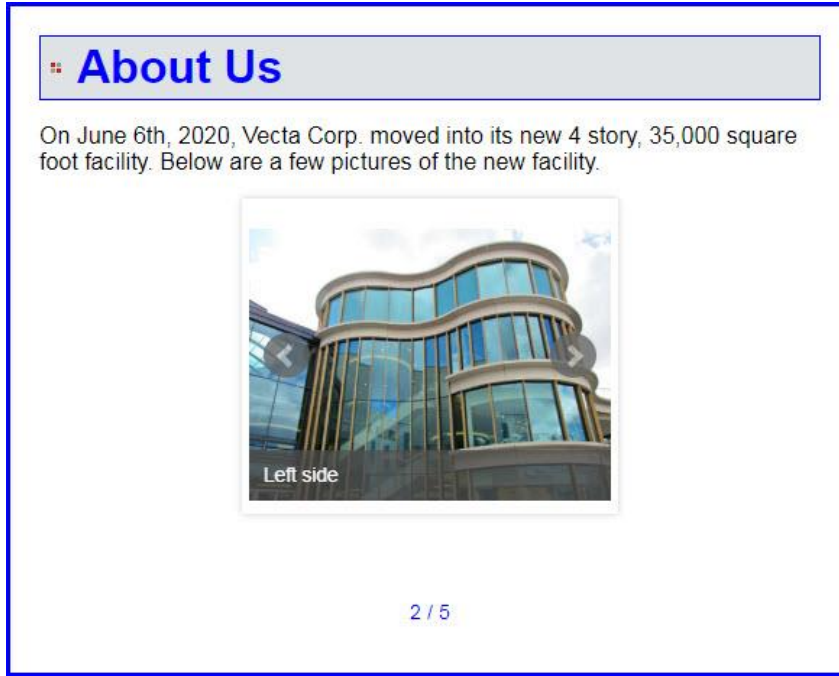 About Us
On June 6th, 2020, Vecta Corp. moved into its new 4 story, 35,000 square
foot facility. Below are a few pictures of the new facility.
Left side
2 / 5